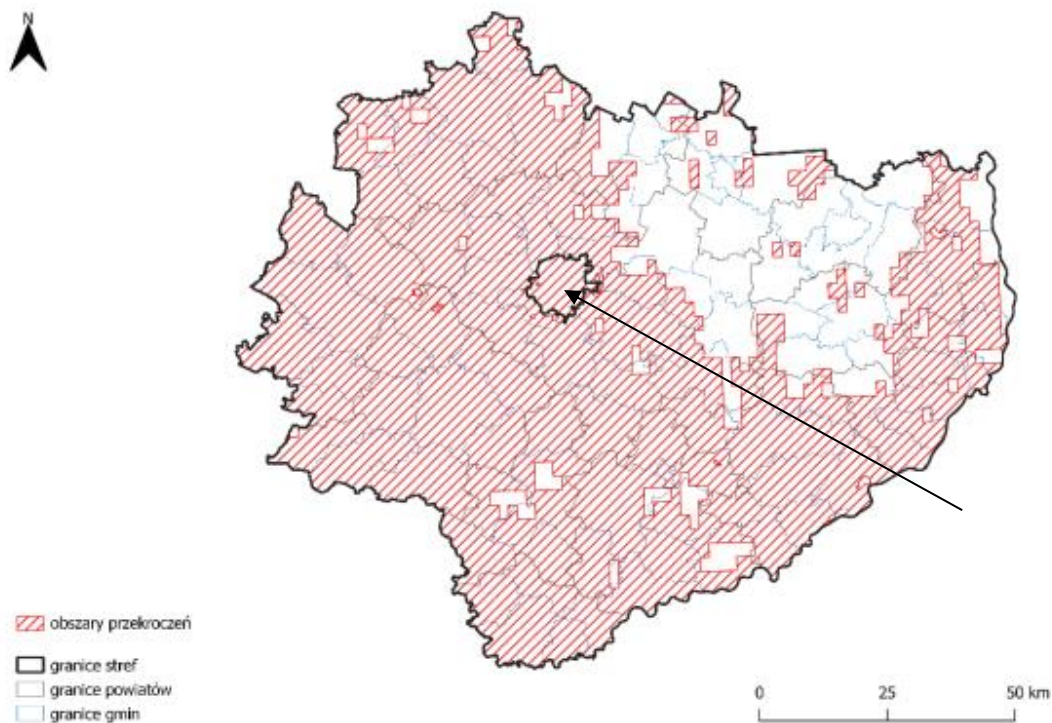 N
obszary przekroczeń
granice stref
granice powiatów
granice gmin
0 25 50 km